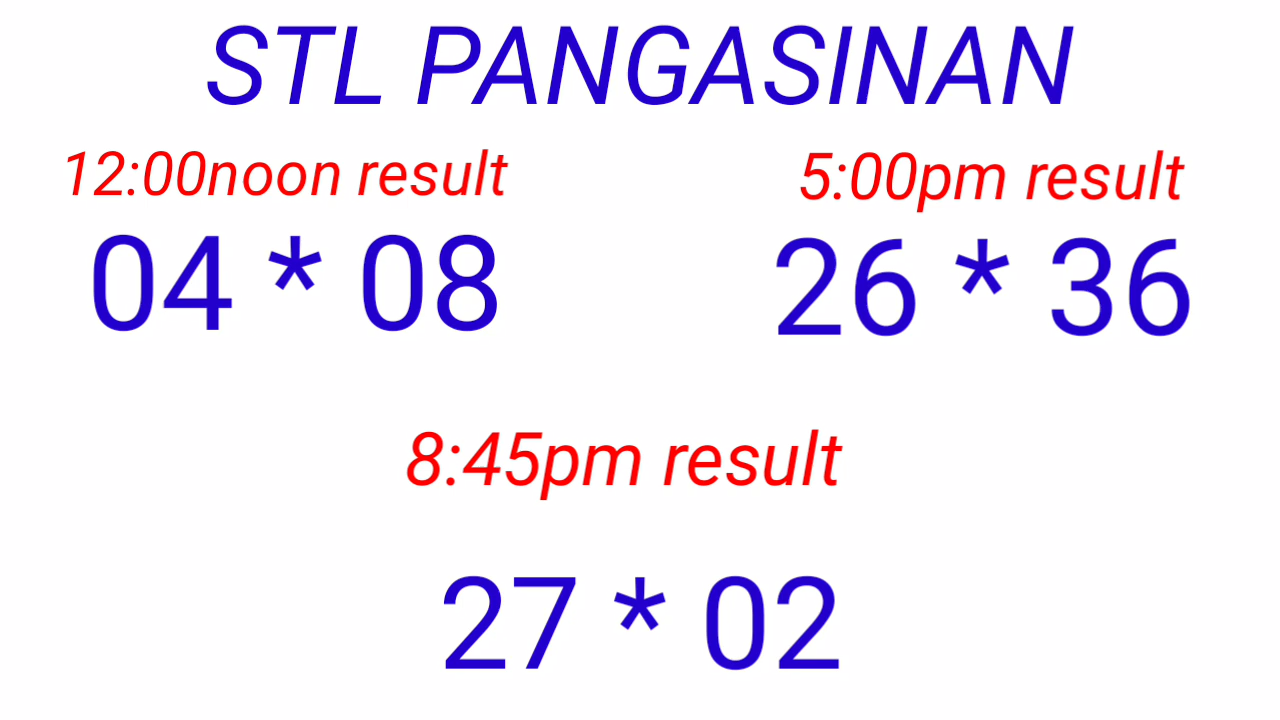 STL PANGASINAN
12:00noon result
04 * 08
5:00pm result
26 * 36
8:45pm result
27 * 02